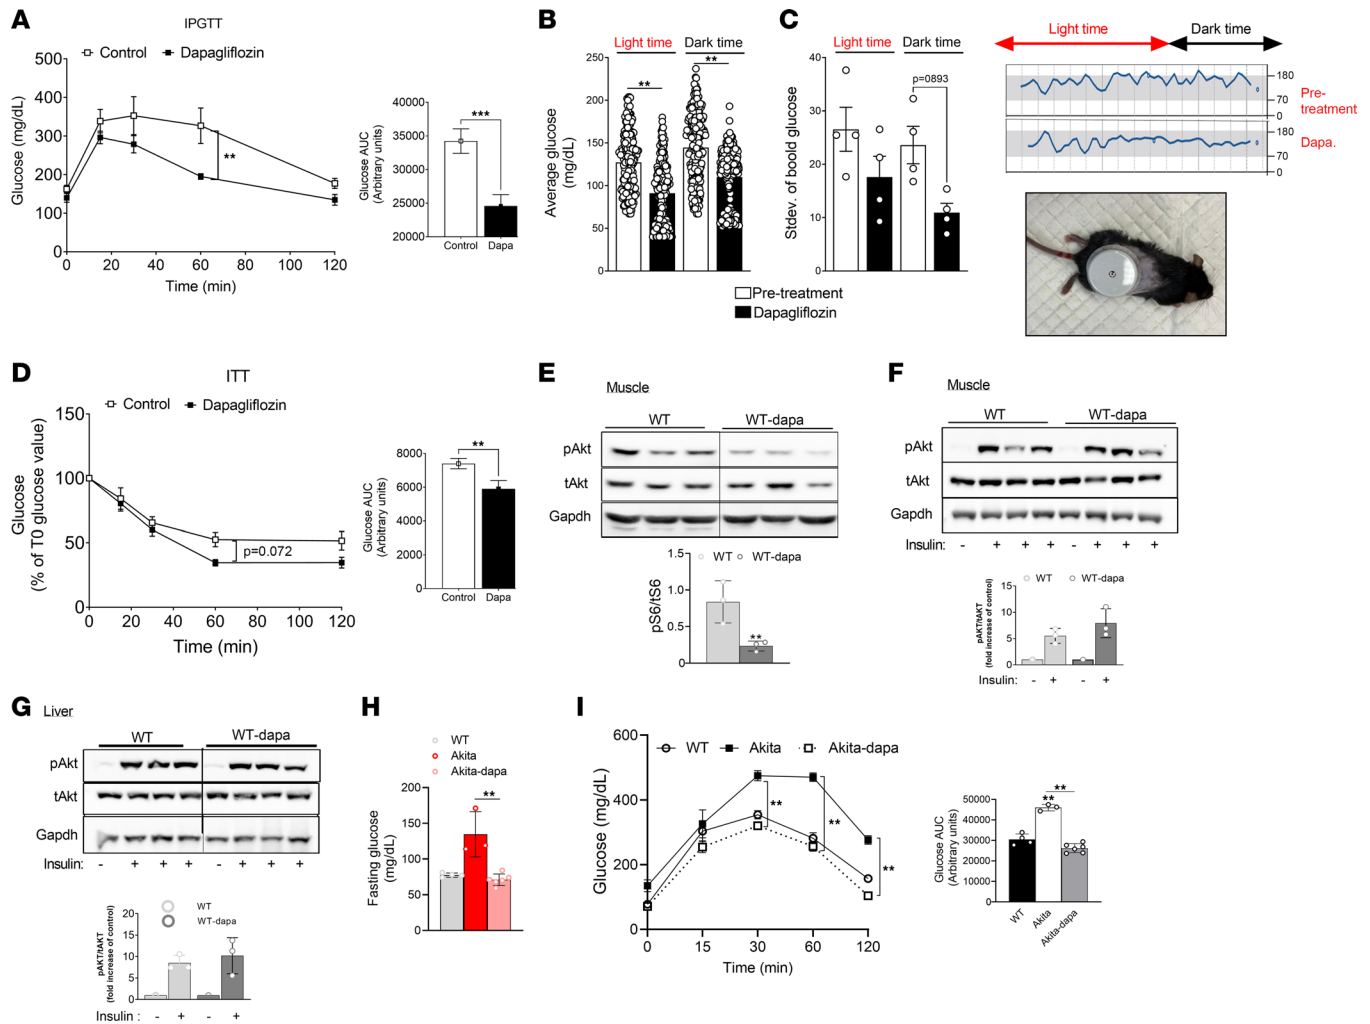 A
IPGTT
Control
Dapagliflozin
Glucose (mg/dL)
500
400
300
200
100
0
**
0 20 40 60 80 100 120
Time (min)
Glucose AUC
(Arbitrary units)
40000
35000
30000
25000
20000
***
Control Dapa
B
Light time Dark time
Average glucose
(mg/dL)
250
200
150
100
50
0
** **
Pre-treatment
Dapagliflozin
C
Light time Dark time
Stdev. of boold glucose
40
30
20
10
0
p=0893
Light time Dark time
180
70
Pre-
treatment
180
70
Dapa.
D
ITT
Control
Dapagliflozin
Glucose
(% of T0 glucose value)
150
100
50
0
p=0.072
0 20 40 60 80 100 120
Time (min)
Glucose AUC
(Arbitrary units)
8000
6000
4000
2000
0
**
Control Dapa
E
Muscle
WT WT-dapa
pAkt
tAkt
Gapdh
WT WT-dapa
pS6/tS6
1.5
1.0
0.5
0
**
F
Muscle
WT WT-dapa
pAkt
tAkt
Gapdh
Insulin: - + + + - + + +
WT WT-dapa
pAKT/tAKT
(fold increase of control)
15
10
5
0
Insulin: - + - +
G
Liver
WT WT-dapa
pAkt
tAkt
Gapdh
Insulin: - + + + - + + +
WT
WT-dapa
pAKT/tAKT
(fold increase of control)
20
15
10
5
0
Insulin : - + - +
H
WT
Akita
Akita-dapa
Fasting glucose
(mg/dL)
200
150
100
50
0
**
I
WT Akita Akita-dapa
Glucose (mg/dL)
600
400
200
0
**
**
**
0 15 30 60 120
Time (min)
Glucose AUC
(Arbitrary units)
50000
40000
30000
20000
10000
0
**
**
WT
Akita
Akita-dapa